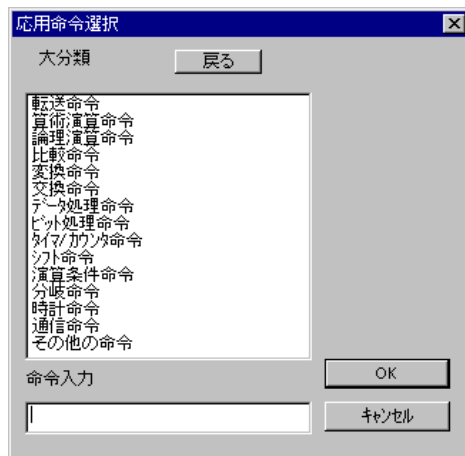 応用命令選択
大分類
戻る
転送命令
算術演算命令
論理演算命令
比較命令
変換命令
交換命令
ﾃﾞｰﾀ処理命令
ﾋﾞｯﾄ処理命令
ﾀｲﾏ/ｶｳﾝﾀ命令
ｼﾌﾄ命令
演算条件命令
分岐命令
時計命令
通信命令
その他の命令
命令入力
OK
ｷｬﾝｾﾙ